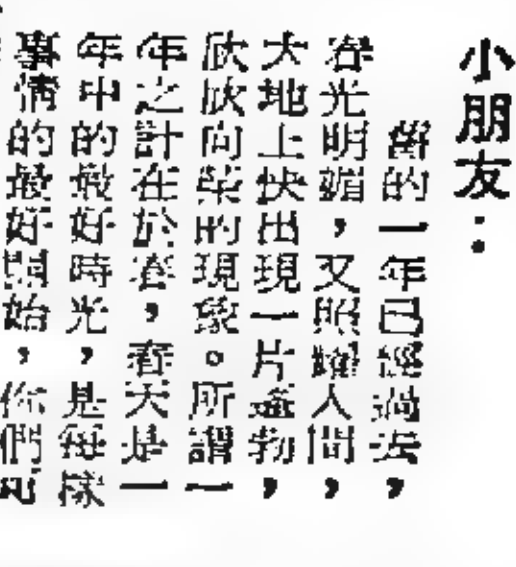 小朋友：
舊的一年已經過去，
春光明媚，又照耀人間，
大地上快出現一片蓬勃，
欣欣向榮的現象。所謂一
年之計在於春，春天是一
年中的最好時光，是每樣
事情的最好開始，你們可